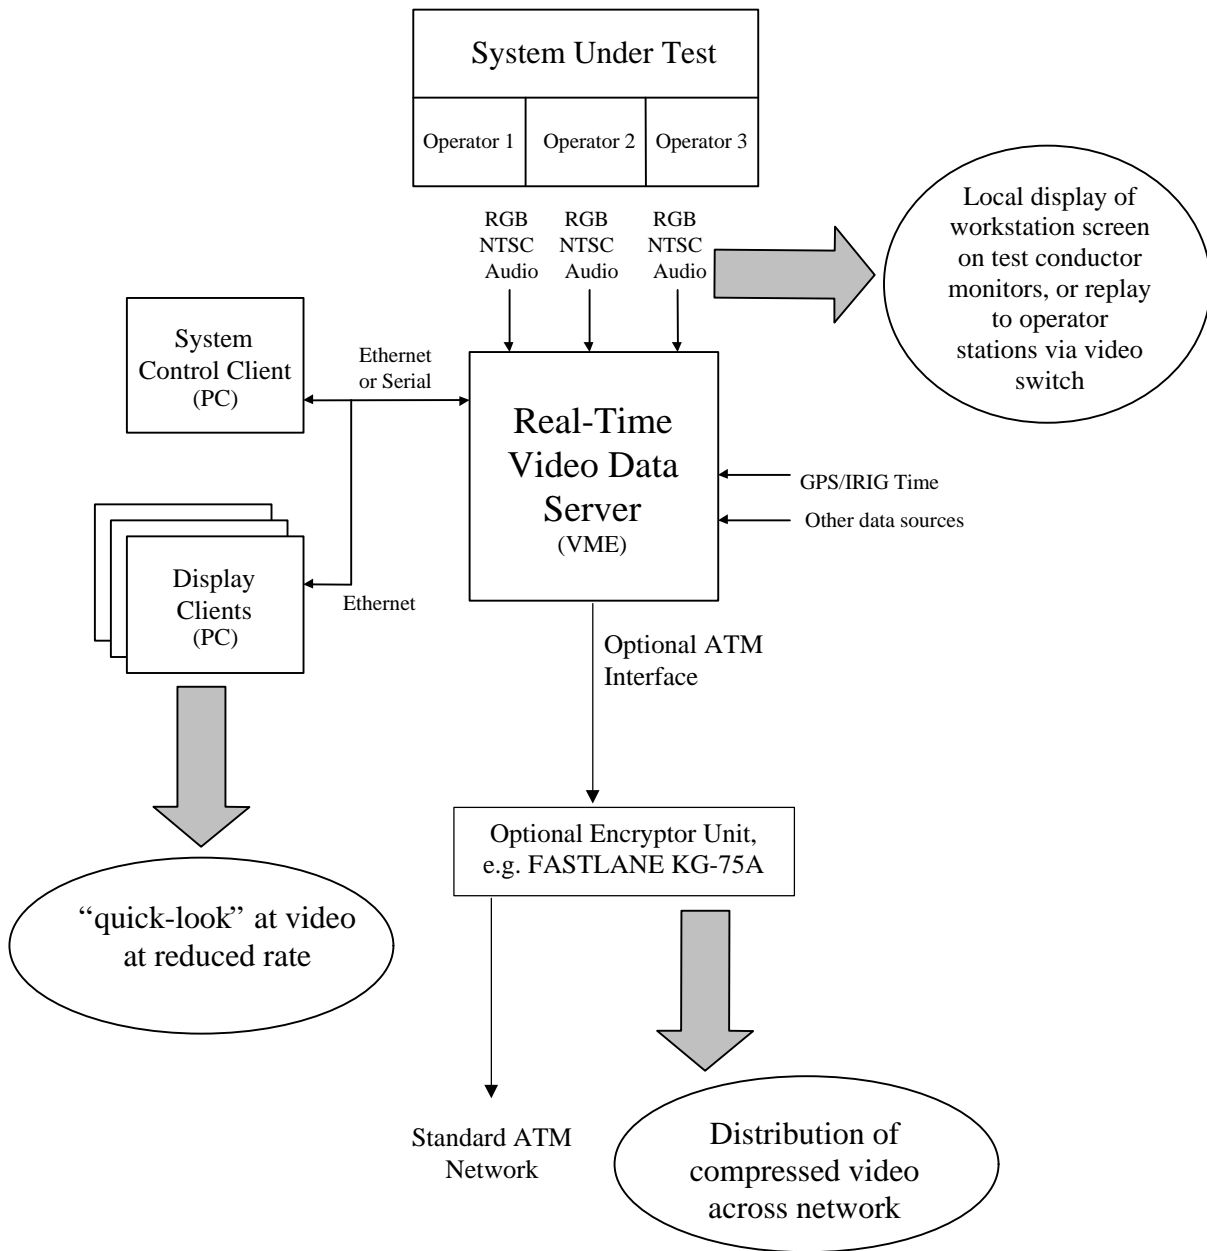 System Under Test
Operator 1
Operator 2
Operator 3
RGB
NTSC
Audio
RGB
NTSC
Audio
RGB
NTSC
Audio
Local display of
workstation screen
on test conductor
monitors, or replay
to operator
stations via video
switch
System
Control Client
(PC)
Ethernet
or Serial
Real-Time
Video Data
Server
(VME)
GPS/IRIG Time
Other data sources
Display
Clients
(PC)
Ethernet
Optional ATM
Interface
Optional Encryptor Unit,
e.g. FASTLANE KG-75A
“quick-look” at video
at reduced rate
Standard ATM
Network
Distribution of
compressed video
across network